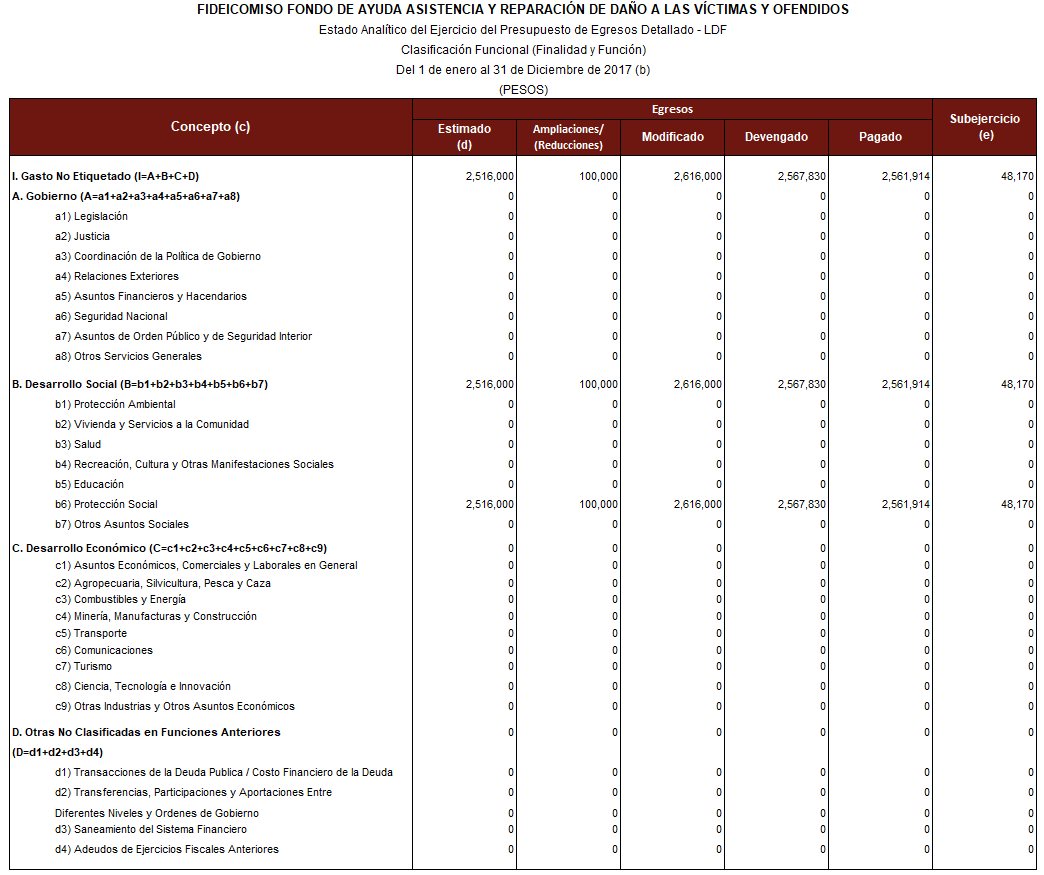 FIDEICOMISO FONDO DE AYUDA ASISTENCIA Y REPARACIÓN DE DAÑO A LAS VÍCTIMAS Y OFENDIDOS
Estado Analítico del Ejercicio del Presupuesto de Egresos Detallado - LDF
Clasificación Funcional (Finalidad y Función)
Del 1 de enero al 31 de Diciembre de 2017 (b)
(PESOS)
Concepto (c) Egresos Subejercicio (e)
Estimado (d) Ampliaciones/ (Reducciones) Modificado Devengado Pagado
I. Gasto No Etiquetado (I=A+B+C+D) 2,516,000 100,000 2,616,000 2,567,830 2,561,914 48,170
A. Gobierno (A=a1+a2+a3+a4+a5+a6+a7+a8) 0 0 0 0 0 0
a1) Legislación 0 0 0 0 0 0
a2) Justicia 0 0 0 0 0 0
a3) Coordinación de la Política de Gobierno 0 0 0 0 0 0
a4) Relaciones Exteriores 0 0 0 0 0 0
a5) Asuntos Financieros y Hacendarios 0 0 0 0 0 0
a6) Seguridad Nacional 0 0 0 0 0 0
a7) Asuntos de Orden Público y de Seguridad Interior 0 0 0 0 0 0
a8) Otros Servicios Generales 0 0 0 0 0 0
B. Desarrollo Social (B=b1+b2+b3+b4+b5+b6+b7) 2,516,000 100,000 2,616,000 2,567,830 2,561,914 48,170
b1) Protección Ambiental 0 0 0 0 0 0
b2) Vivienda y Servicios a la Comunidad 0 0 0 0 0 0
b3) Salud 0 0 0 0 0 0
b4) Recreación, Cultura y Otras Manifestaciones Sociales 0 0 0 0 0 0
b5) Educación 0 0 0 0 0 0
b6) Protección Social 2,516,000 100,000 2,616,000 2,567,830 2,561,914 48,170
b7) Otros Asuntos Sociales 0 0 0 0 0 0
C. Desarrollo Económico (C=c1+c2+c3+c4+c5+c6+c7+c8+c9) 0 0 0 0 0 0
c1) Asuntos Económicos, Comerciales y Laborales en General 0 0 0 0 0 0
c2) Agropecuaria, Silvicultura, Pesca y Caza 0 0 0 0 0 0
c3) Combustibles y Energía 0 0 0 0 0 0
c4) Minería, Manufacturas y Construcción 0 0 0 0 0 0
c5) Transporte 0 0 0 0 0 0
c6) Comunicaciones 0 0 0 0 0 0
c7) Turismo 0 0 0 0 0 0
c8) Ciencia, Tecnología e Innovación 0 0 0 0 0 0
c9) Otras Industrias y Otros Asuntos Económicos 0 0 0 0 0 0
D. Otras No Clasificadas en Funciones Anteriores 0 0 0 0 0 0
(D=d1+d2+d3+d4)
d1) Transacciones de la Deuda Publica / Costo Financiero de la Deuda 0 0 0 0 0 0
d2) Transferencias, Participaciones y Aportaciones Entre 0 0 0 0 0 0
Diferentes Niveles y Ordenes de Gobierno 0 0 0 0 0 0
d3) Saneamiento del Sistema Financiero 0 0 0 0 0 0
d4) Adeudos de Ejercicios Fiscales Anteriores 0 0 0 0 0 0